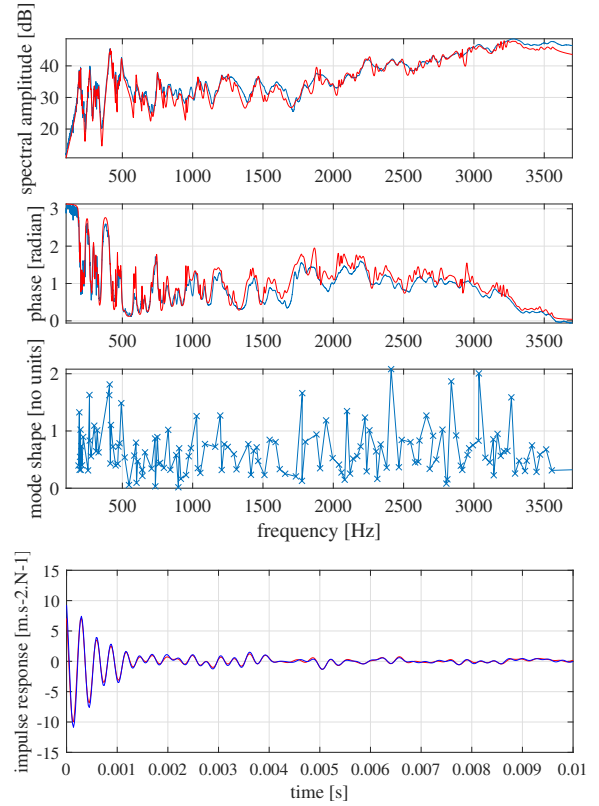 spectral amplitude [dB]
40
30
20
500 1000 1500 2000 2500 3000 3500
phase [radian]
3
2
1
0
500 1000 1500 2000 2500 3000 3500
mode shape [no units]
2
1
0
500 1000 1500 2000 2500 3000 3500
frequency [Hz]
impulse response [m.s-2.N-1]
15
10
5
0
-5
-10
-15
0 0.001 0.002 0.003 0.004 0.005 0.006 0.007 0.008 0.009 0.01
time [s]